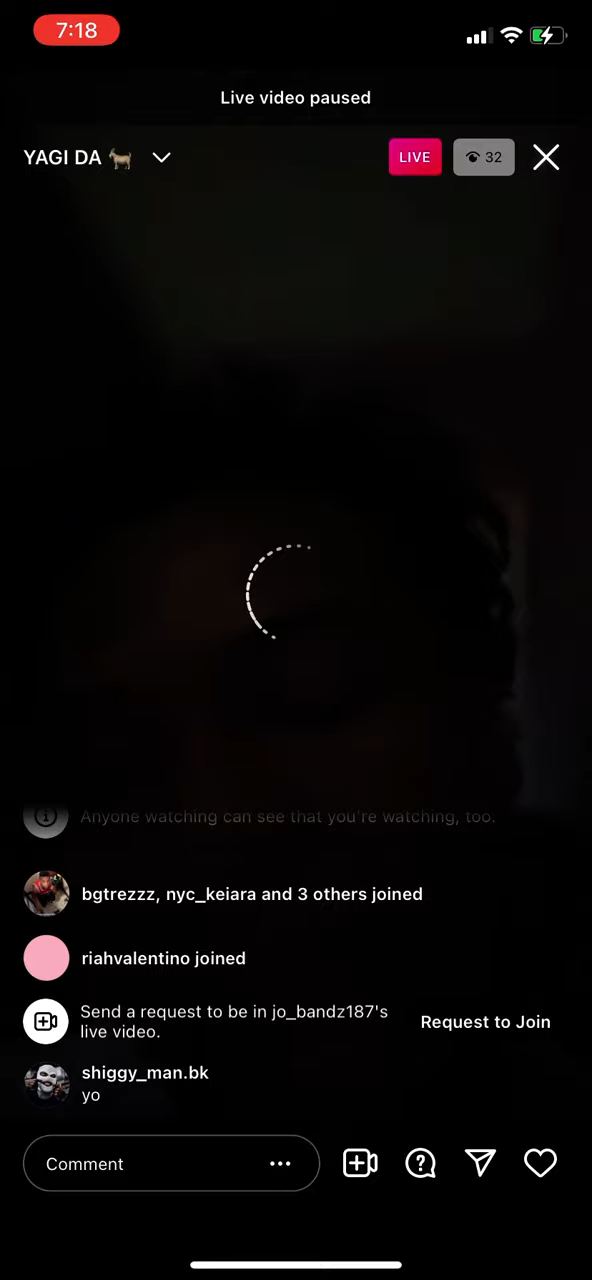 7:18
Live video paused
YAGI DA 🐐
LIVE
32
Anyone watching can see that you're watching, too.
bgtrezzz, nyc_keiara and 3 others joined
riahvalentino joined
Send a request to be in jo_bandz187's
live video.
Request to Join
shiggy_man.bk
yo
Comment